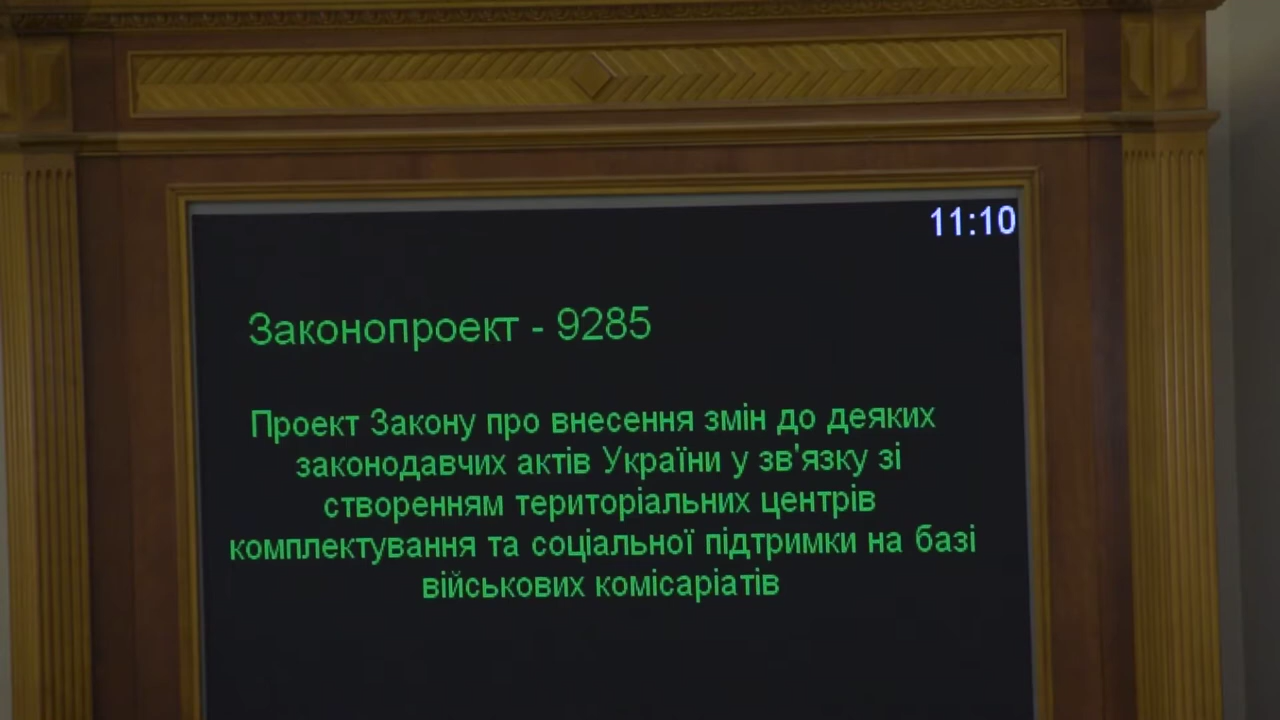 11:10
Законопроект - 9285
Проект Закону про внесення змін до деяких
законодавчих актів України у зв'язку зі
створенням територіальних центрів
комплектування та соціальної підтримки на базі
військових комісаріатів